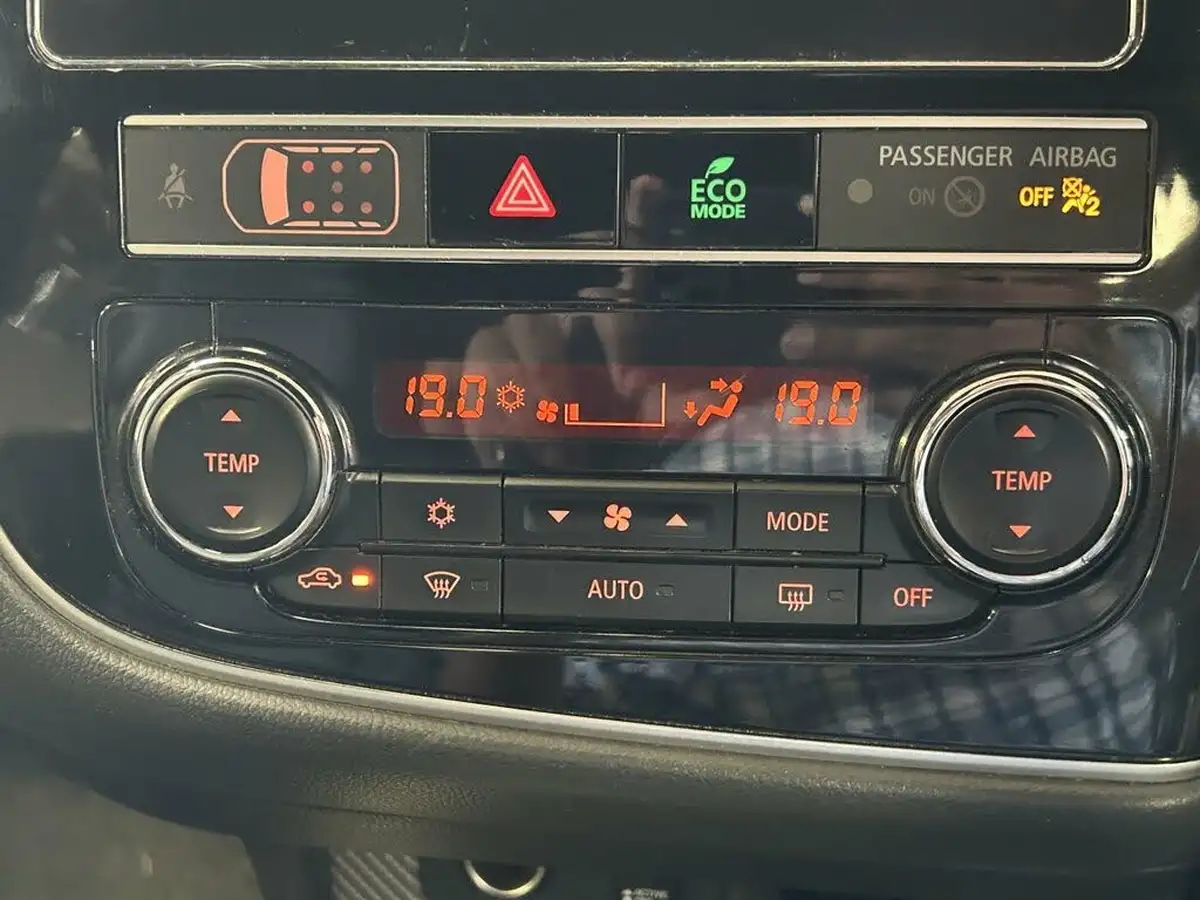 PASSENGER AIRBAG
ECO
MODE
ON
OFF
2
19.0
19.0
TEMP
TEMP
MODE
AUTO
OFF